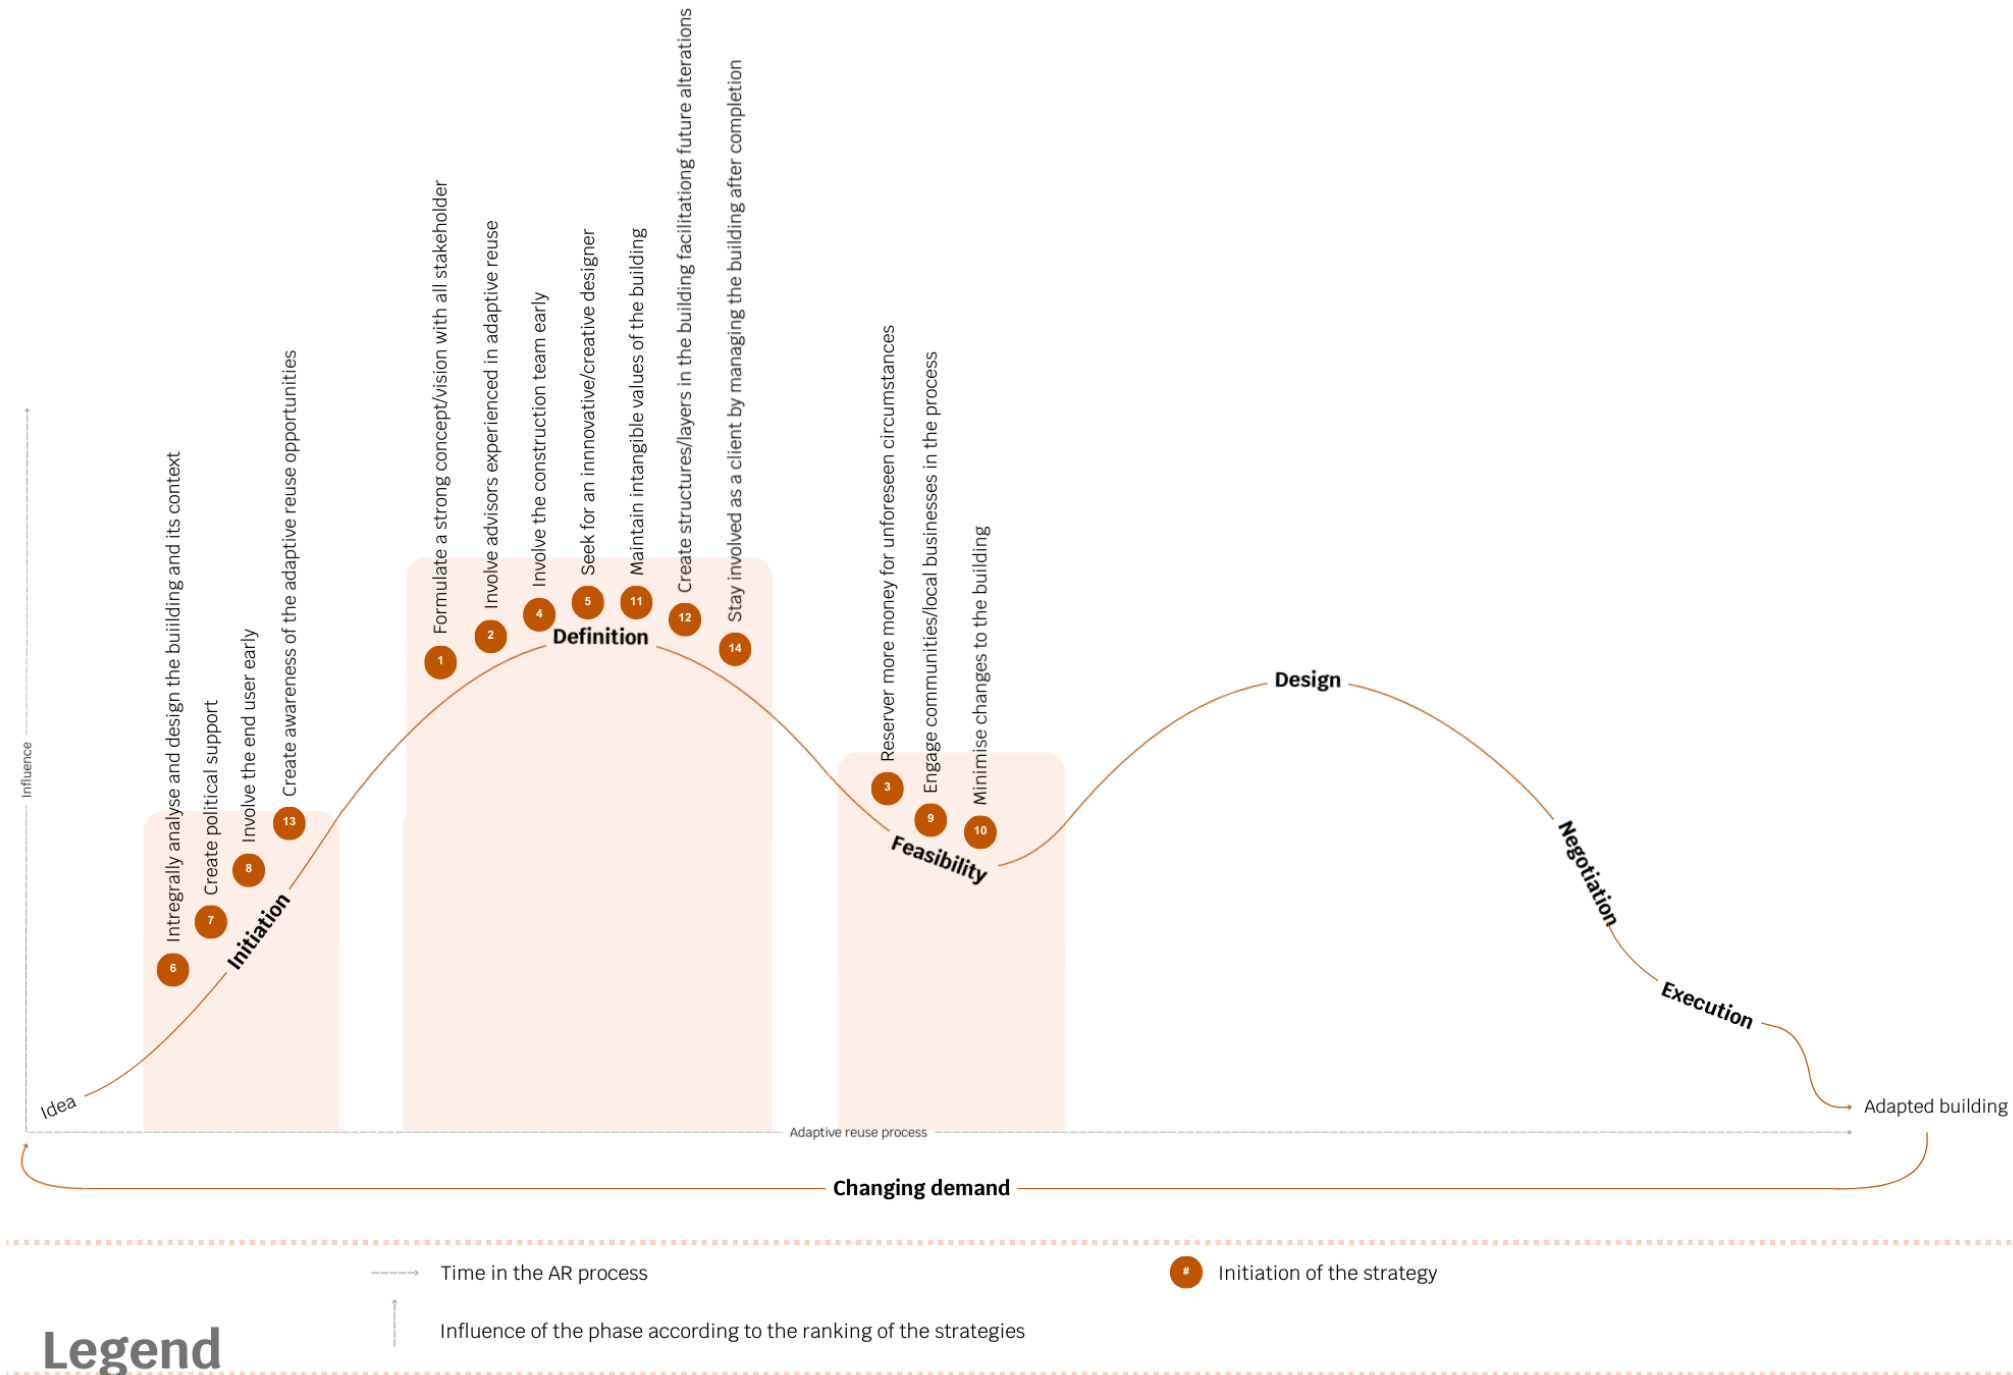 Intregrally analyse and design the buiilding and its context
Create political support
Involve the end user early
Create awareness of the adaptive reuse opportunities
Formulate a strong concept/vision with all stakeholder
Involve advisors experienced in adaptive reuse
Involve the construction team early
Seek for an innnovative/creative designer
Maintain intangible values of the building
Create structures/layers in the building facilitationg future alterations
Stay involved as a client by managing the building after completion
Reserver more money for unforeseen circumstances
Engage communities/local businesses in the process
Minimise changes to the building
6
7
8
13
1
2
4
5
11
12
14
3
9
10
Influence
Idea
Initiation
Definition
Feasibility
Design
Negotiation
Execution
Adapted building
Adaptive reuse process
Changing demand
Time in the AR process
# Initiation of the strategy
Influence of the phase according to the ranking of the strategies
Legend